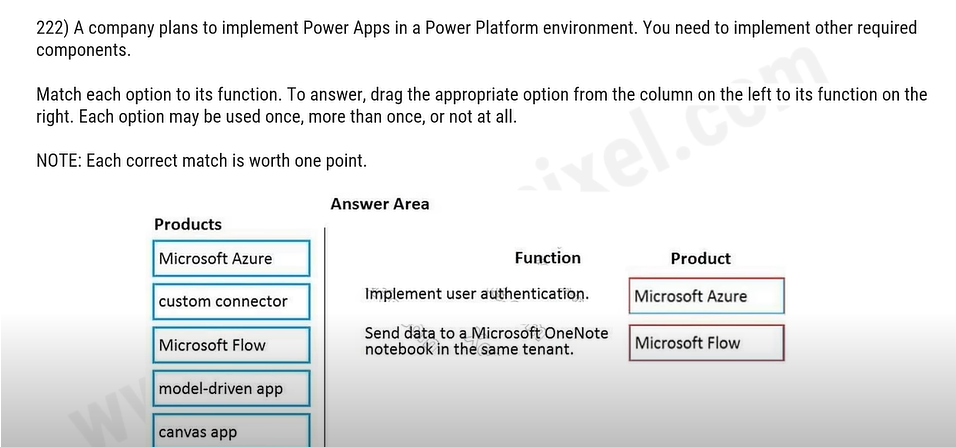 222) A company plans to implement Power Apps in a Power Platform environment. You need to implement other required
components.
Match each option to its function. To answer, drag the appropriate option from the column on the left to its function on the
right. Each option may be used once, more than once, or not at all.
NOTE: Each correct match is worth one point.
Answer Area
Products
Microsoft Azure
custom connector
Microsoft Flow
model-driven app
canvas app
Function
Product
Implement user authentication.
Microsoft Azure
Send data to a Microsoft OneNote
notebook in the same tenant.
Microsoft Flow